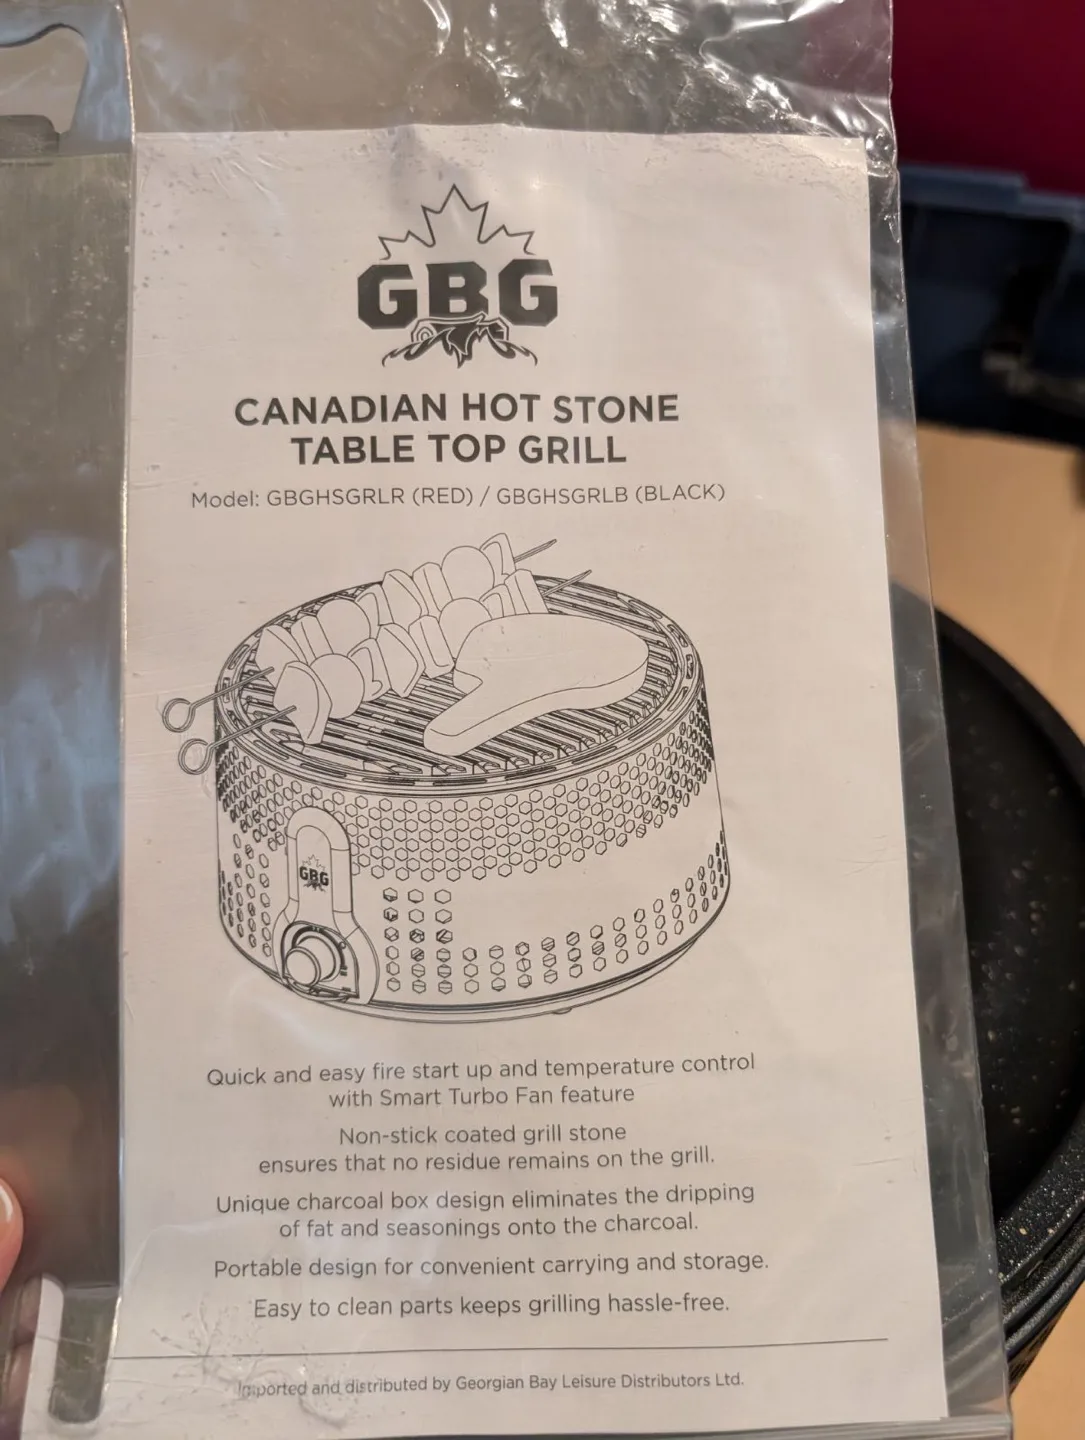 GBG
CANADIAN HOT STONE
TABLE TOP GRILL
Model: GBGHSGRLR (RED) / GBGHSGRLB (BLACK)
GBG
Quick and easy fire start up and temperature control
with Smart Turbo Fan feature
Non-stick coated grill stone
ensures that no residue remains on the grill.
Unique charcoal box design eliminates the dripping
of fat and seasonings onto the charcoal.
Portable design for convenient carrying and storage.
Easy to clean parts keeps grilling hassle-free.
Imported and distributed by Georgian Bay Leisure Distributors Ltd.